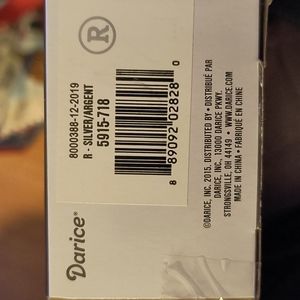 R
8000388-12-2019
R - SILVER/ARGENT
5915-718
8 89092 02828 0
Darice®
©DARICE, INC. 2015. DISTRIBUTED BY • DISTRIBUÉ PAR
DARICE, INC., 13000 DARICE PKWY.
STRONGSVILLE, OH 44149 • WWW.DARICE.COM
MADE IN CHINA • FABRIQUÉ EN CHINE